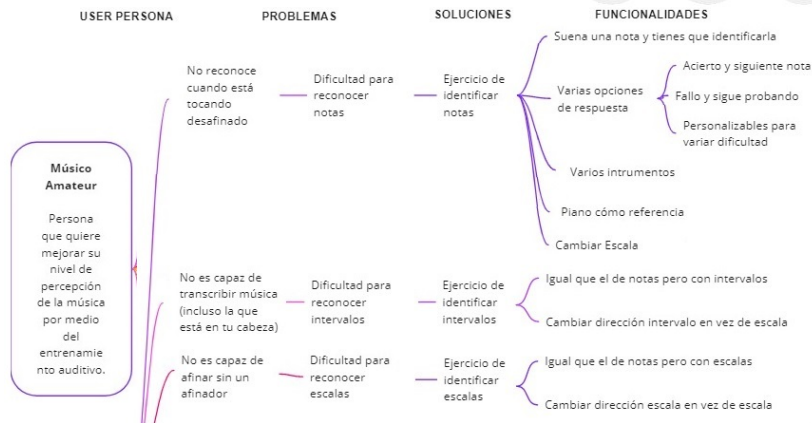 USER PERSONA
PROBLEMAS
SOLUCIONES
FUNCIONALIDADES
Músico
Amateur
Persona
que quiere
mejorar su
nivel de
percepción
de la música
por medio
del
entrenamie
nto auditivo.
No reconoce
cuando está
tocando
desafinado
Dificultad para
reconocer
notas
Ejercicio de
identificar
notas
Suena una nota y tienes que identificarla
Varias opciones
de respuesta
Acierto y siguiente nota
Fallo y sigue probando
Personalizables para
variar dificultad
Varios intrumentos
Piano cómo referencia
Cambiar Escala
No es capaz de
transcribir música
(incluso la que
está en tu cabeza)
Dificultad para
reconocer
intervalos
Ejercicio de
identificar
intervalos
Igual que el de notas pero con intervalos
Cambiar dirección intervalo en vez de escala
No es capaz de
afinar sin un
afinador
Dificultad para
reconocer
escalas
Ejercicio de
identificar
escalas
Igual que el de notas pero con escalas
Cambiar dirección escala en vez de escala